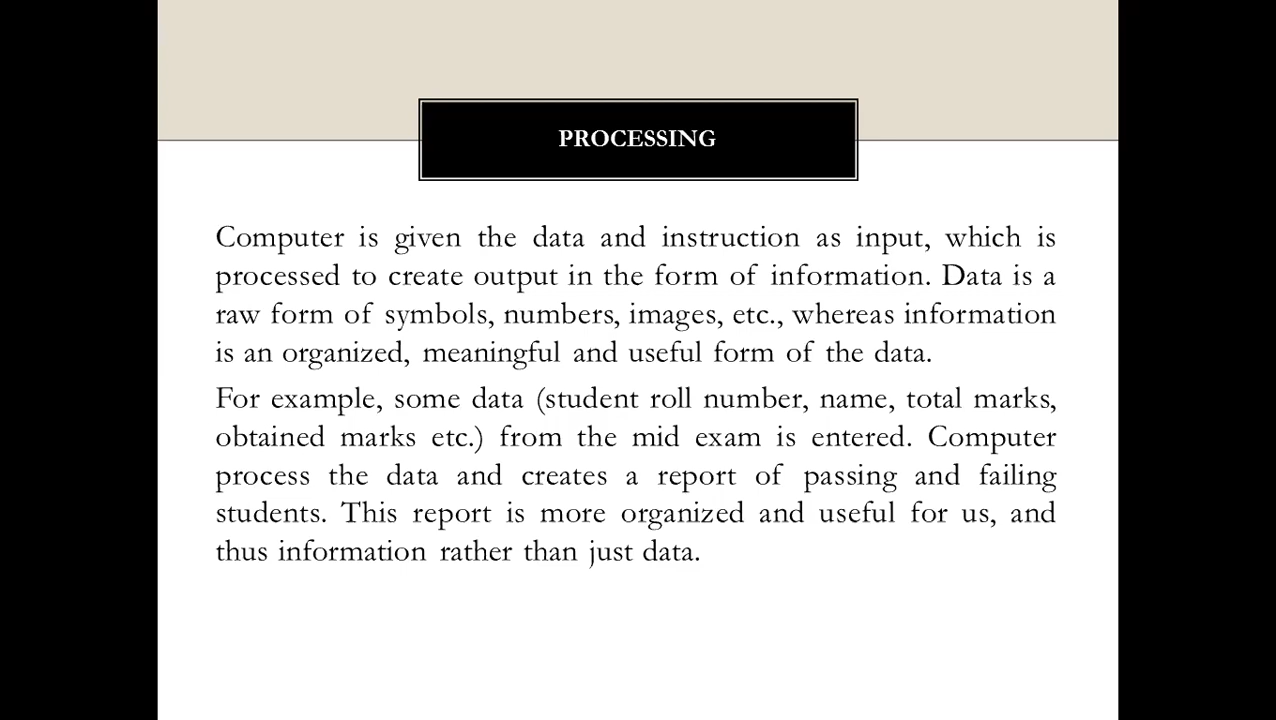 PROCESSING
Computer is given the data and instruction as input, which is
processed to create output in the form of information. Data is a
raw form of symbols, numbers, images, etc., whereas information
is an organized, meaningful and useful form of the data.
For example, some data (student roll number, name, total marks,
obtained marks etc.) from the mid exam is entered. Computer
process the data and creates a report of passing and failing
students. This report is more organized and useful for us, and
thus information rather than just data.